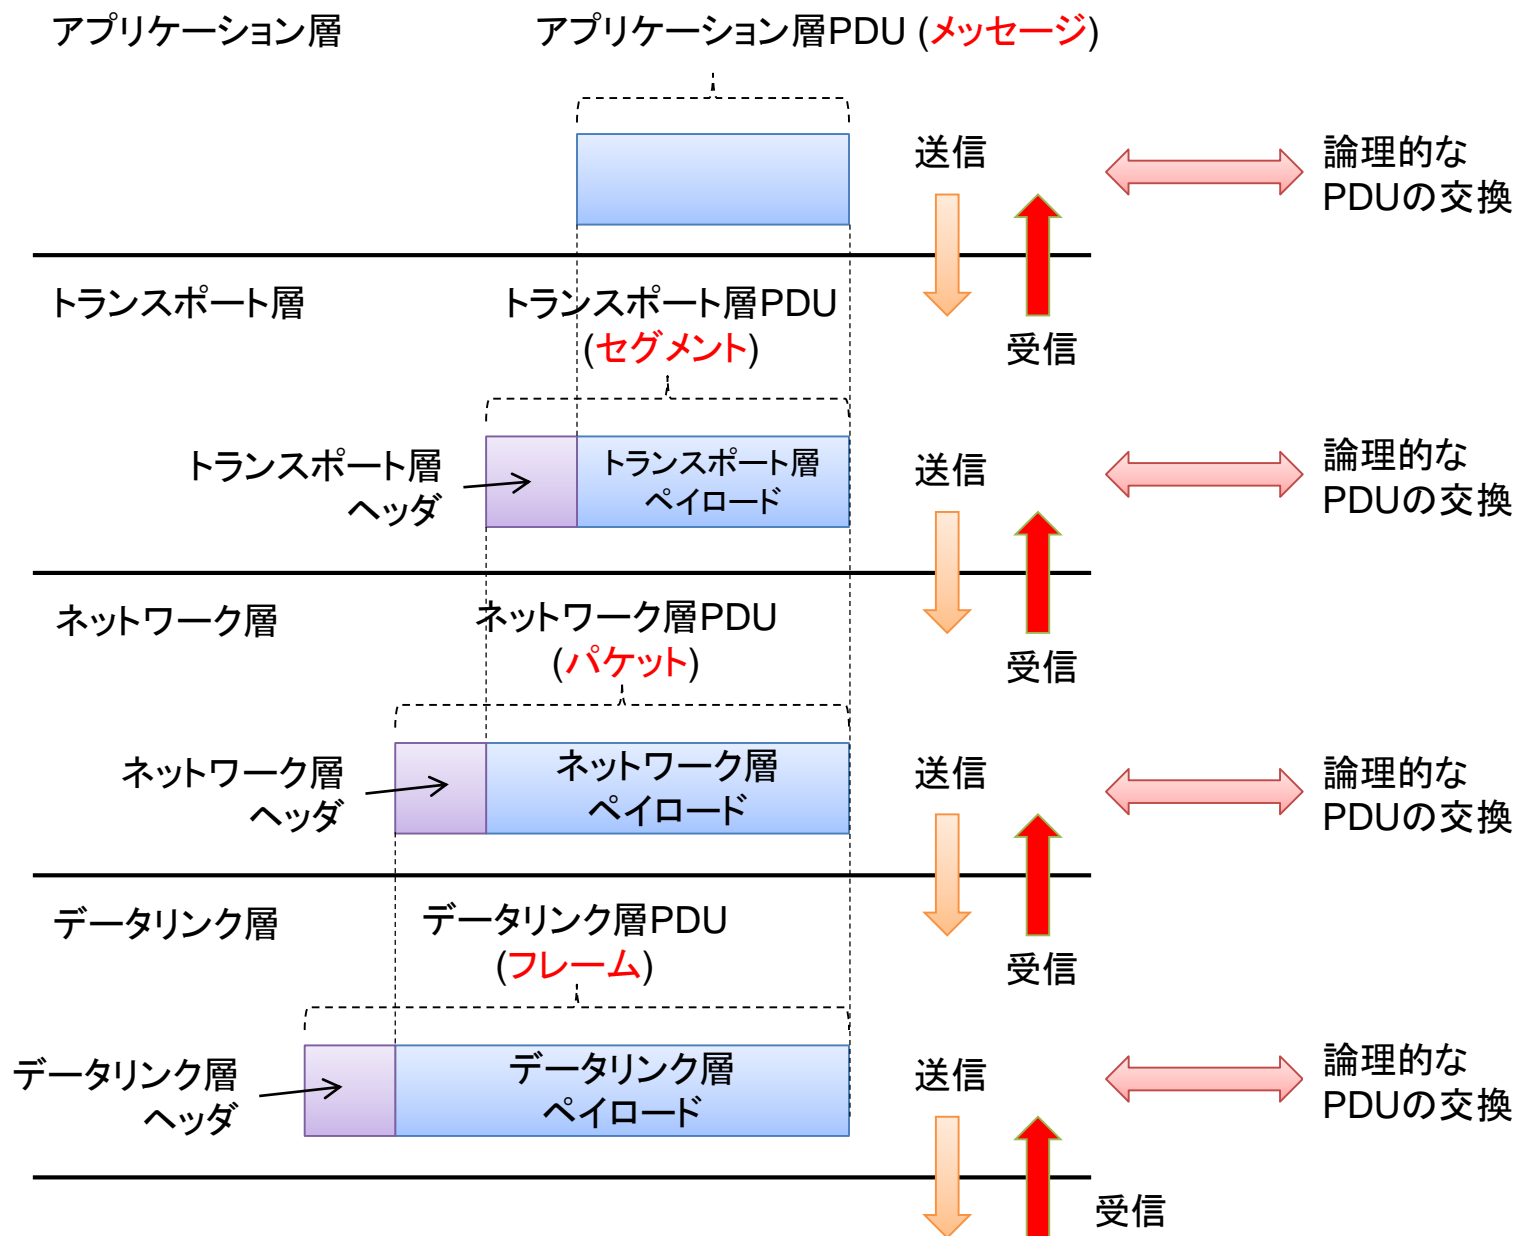 アプリケーション層
アプリケーション層PDU (メッセージ)
送信
論理的な
PDUの交換
トランスポート層
トランスポート層PDU
(セグメント)
受信
トランスポート層
ヘッダ
トランスポート層
ペイロード
送信
論理的な
PDUの交換
ネットワーク層
ネットワーク層PDU
(パケット)
受信
ネットワーク層
ヘッダ
ネットワーク層
ペイロード
送信
論理的な
PDUの交換
データリンク層
データリンク層PDU
(フレーム)
受信
データリンク層
ヘッダ
データリンク層
ペイロード
送信
論理的な
PDUの交換
受信